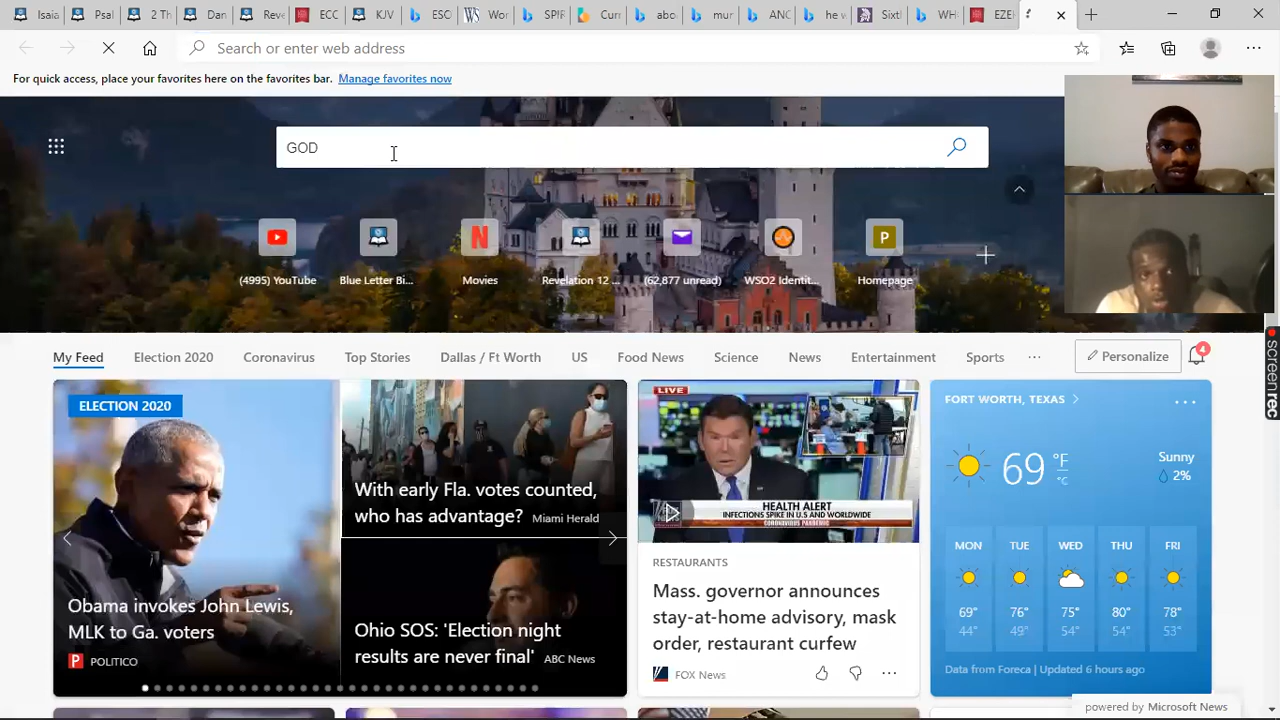 Isaia
Psal
2 Th
Dan
Reve
ECC
KJV
ESC
Wor
SPIF
Curr
abo
mur
ANC
he w
Sixtl
WH
EZE
Search or enter web address
For quick access, place your favorites here on the favorites bar. Manage favorites now
GOD
(4995) YouTube
Blue Letter Bi...
Movies
Revelation 12 ...
(62,877 unread)
WSO2 Identit...
P
Homepage
My Feed
Election 2020
Coronavirus
Top Stories
Dallas / Ft Worth
US
Food News
Science
News
Entertainment
Sports
Personalize
4
screenrec
ELECTION 2020
Obama invokes John Lewis,
MLK to Ga. voters
POLITICO
With early Fla. votes counted,
who has advantage? Miami Herald
Ohio SOS: 'Election night
results are never final' ABC News
LIVE
HEALTH ALERT
INFECTIONS SPIKE IN U.S AND WORLDWIDE
CORONAVIRUS PANDEMIC
RESTAURANTS
Mass. governor announces
stay-at-home advisory, mask
order, restaurant curfew
FOX News
FORT WORTH, TEXAS
69 °F
°C
Sunny
2%
MON TUE WED THU FRI
69° 76° 75° 80° 78°
44° 49° 54° 54° 53°
Data from Foreca | Updated 6 hours ago
powered by Microsoft News